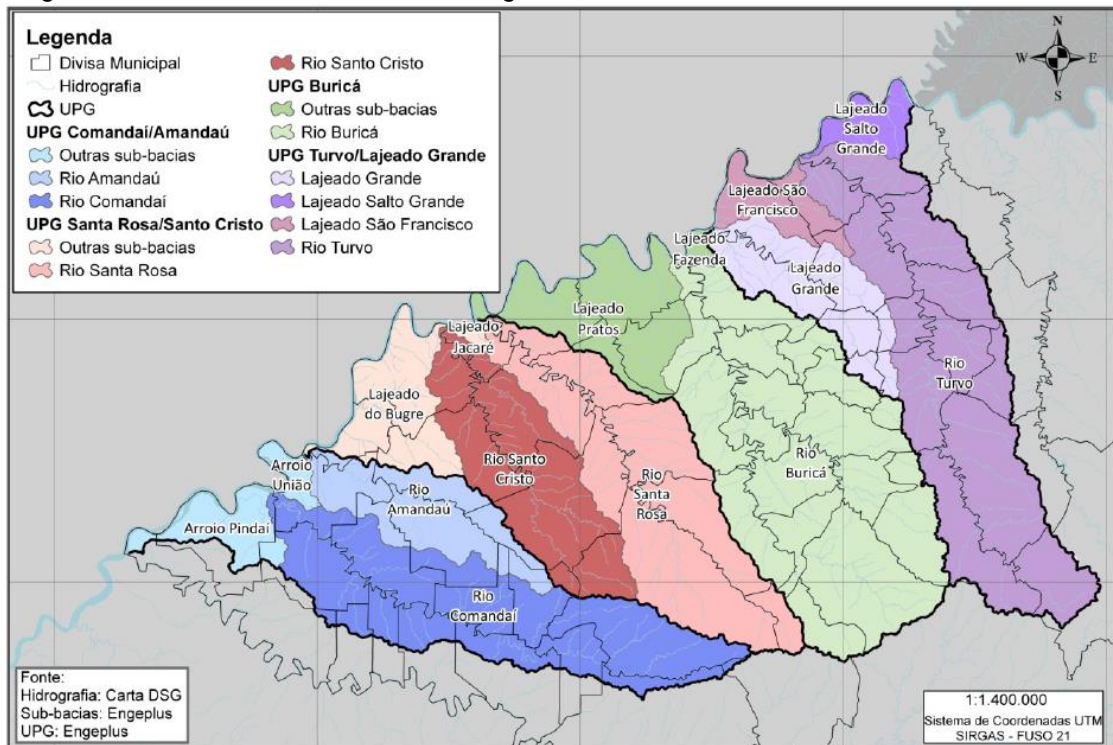 Legenda
Divisa Municipal
Hidrografia
UPG
UPG Comandaí/Amandaú
Outras sub-bacias
Rio Amandaú
Rio Comandaí
UPG Santa Rosa/Santo Cristo
Outras sub-bacias
Rio Santa Rosa
Rio Santo Cristo
UPG Buricá
Outras sub-bacias
Rio Buricá
UPG Turvo/Lajeado Grande
Lajeado Grande
Lajeado Salto Grande
Lajeado São Francisco
Rio Turvo
N
W
E
S
Lajeado
Salto
Grande
Lajeado São
Francisco
Lajeado
Fazenda
Lajeado
Grande
Lajeado
Pratos
Lajeado
Jacaré
Rio
Turvo
Lajeado
do Bugre
Rio
Buricá
Rio Santo
Cristo
Rio
Santa
Rosa
Arroio
União
Rio
Amandaú
Arroio Pindaí
Rio
Comandaí
Fonte:
Hidrografia: Carta DSG
Sub-bacias: Engeplus
UPG: Engeplus
1:1.400.000
Sistema de Coordenadas UTM
SIRGAS - FUSO 21